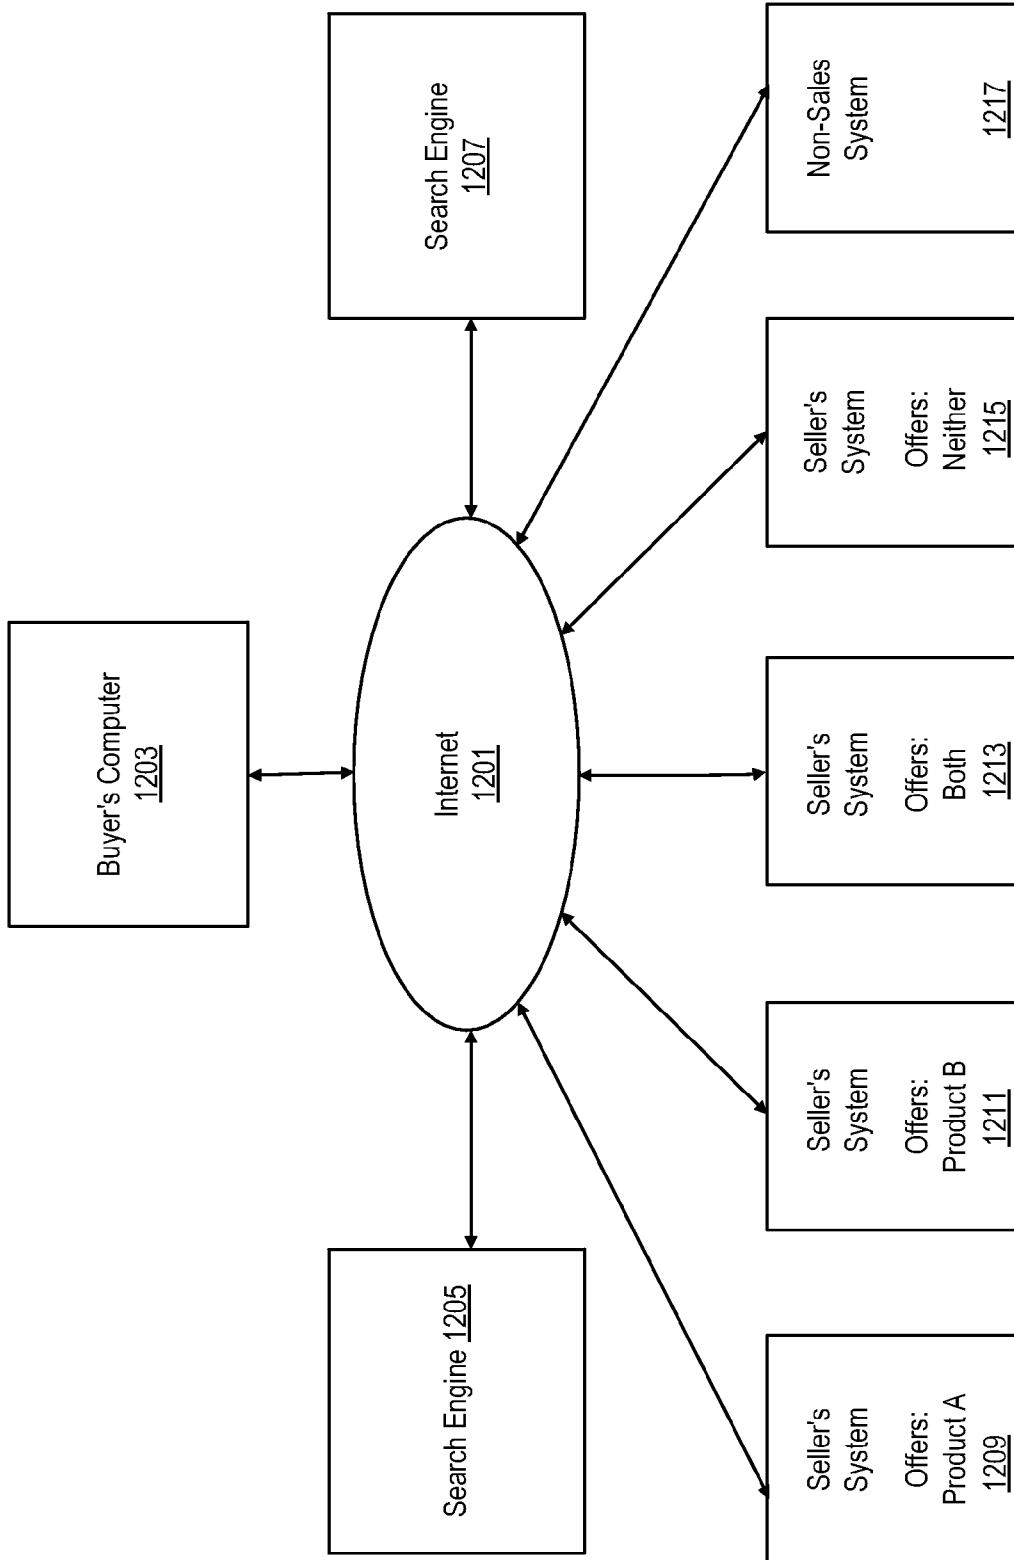 Buyer's Computer
1203
Search Engine 1205
Internet
1201
Search Engine
1207
Seller's
System
Offers:
Product A
1209
Seller's
System
Offers:
Product B
1211
Seller's
System
Offers:
Both
1213
Seller's
System
Offers:
Neither
1215
Non-Sales
System
1217